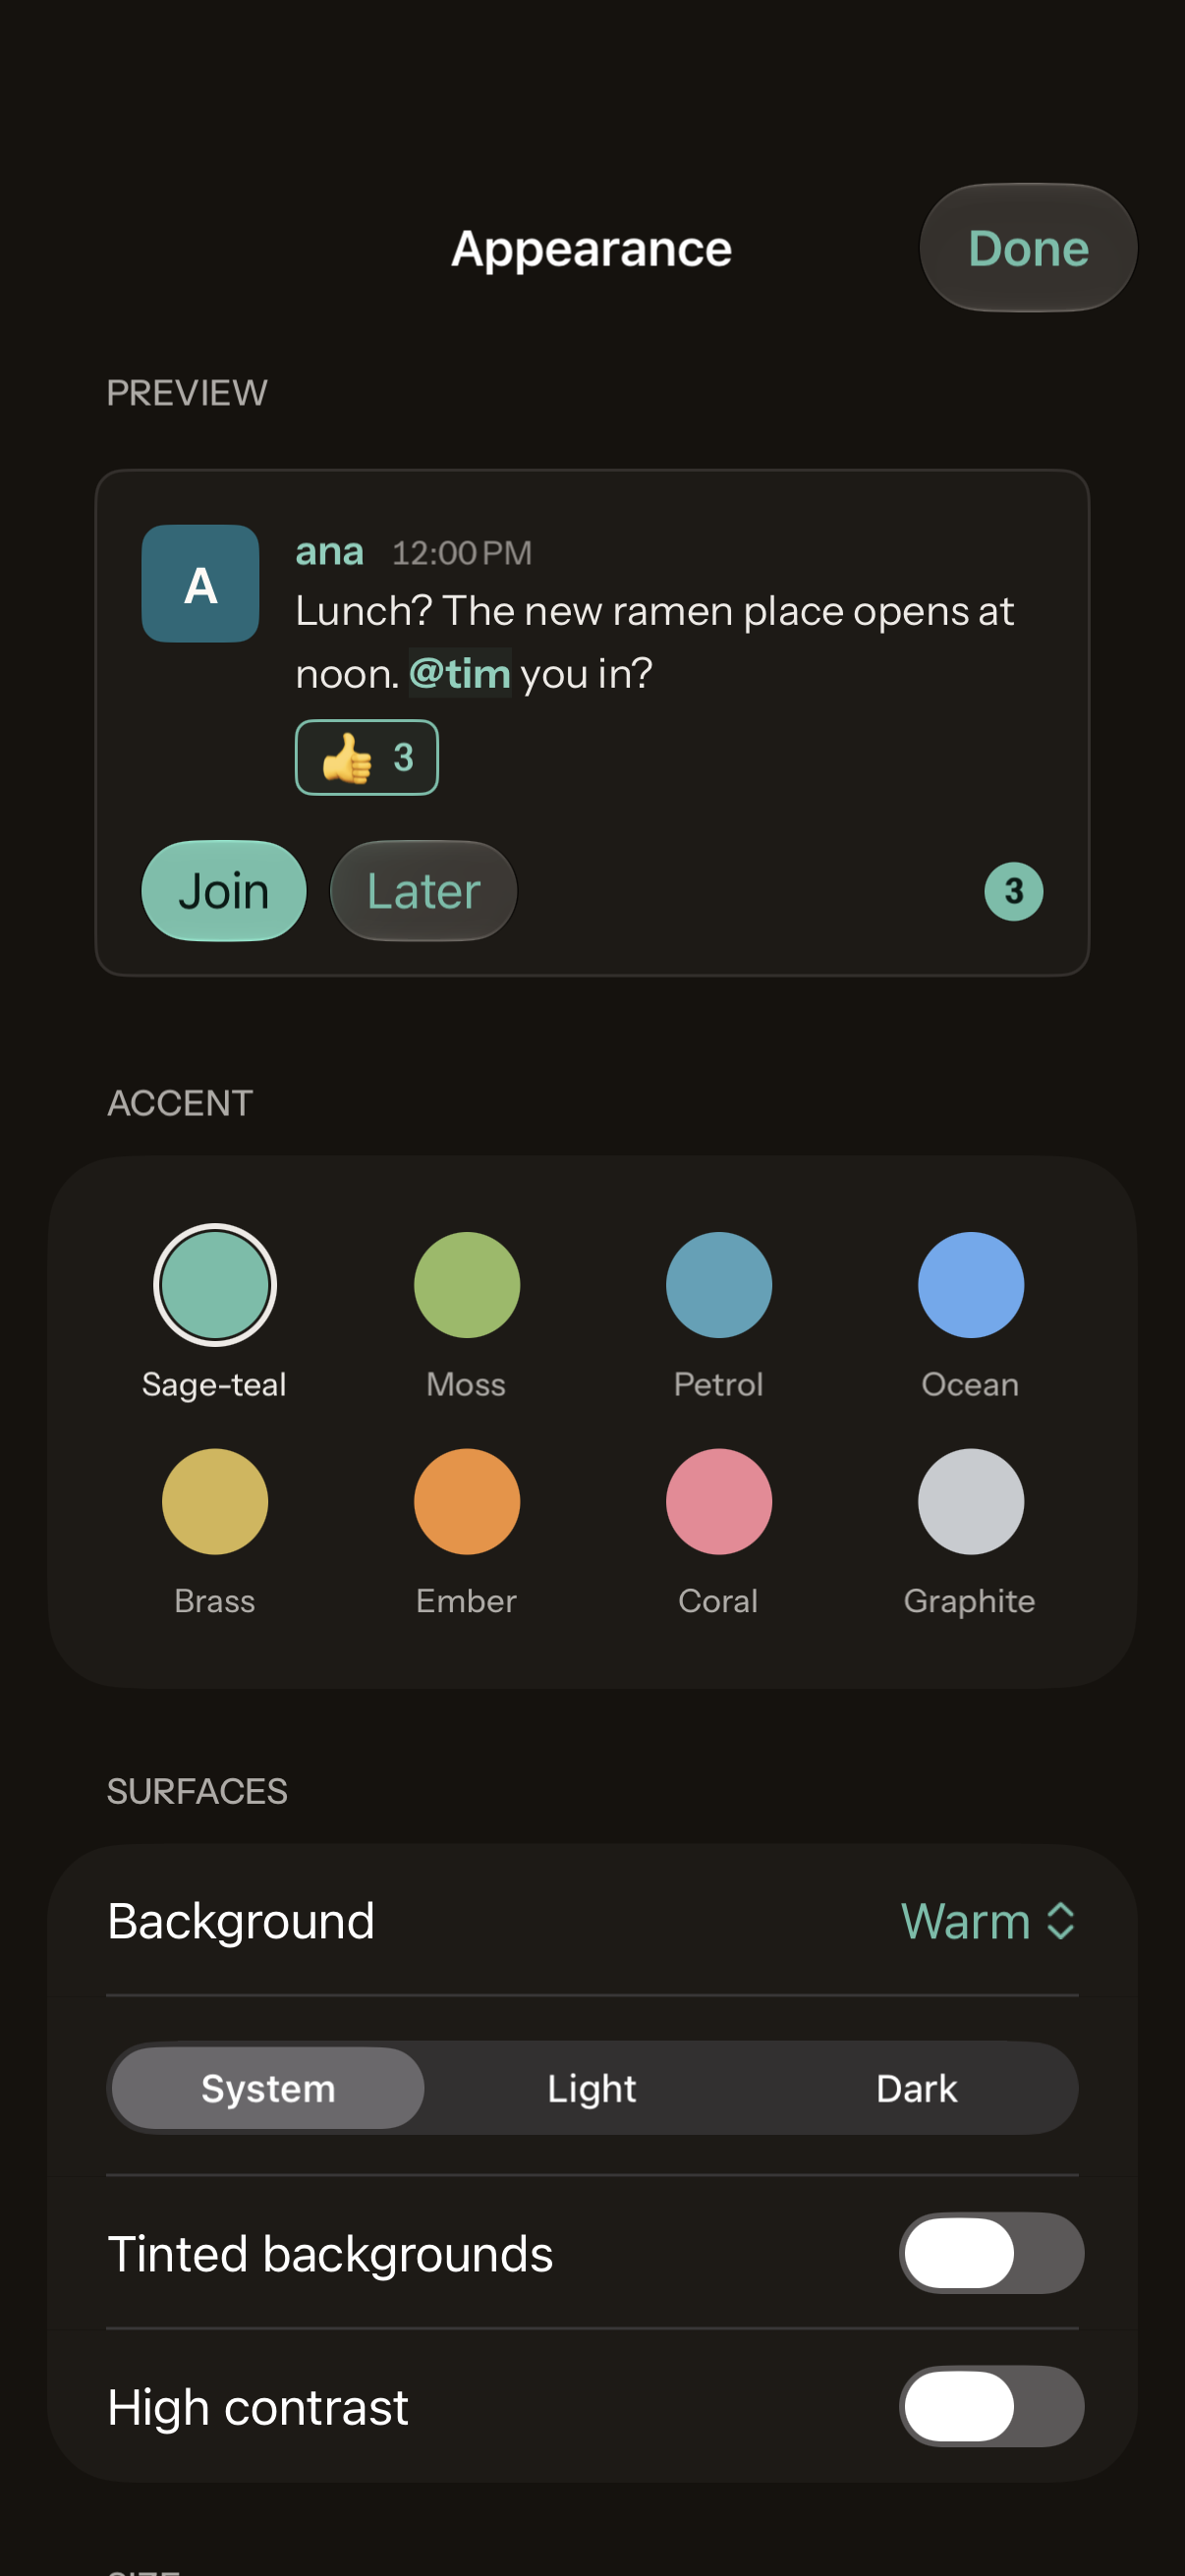 Appearance
Done
PREVIEW
A
ana 12:00 PM
Lunch? The new ramen place opens at
noon. @tim you in?
👍 3
Join
Later
3
ACCENT
Sage-teal
Moss
Petrol
Ocean
Brass
Ember
Coral
Graphite
SURFACES
Background
Warm
System
Light
Dark
Tinted backgrounds
High contrast